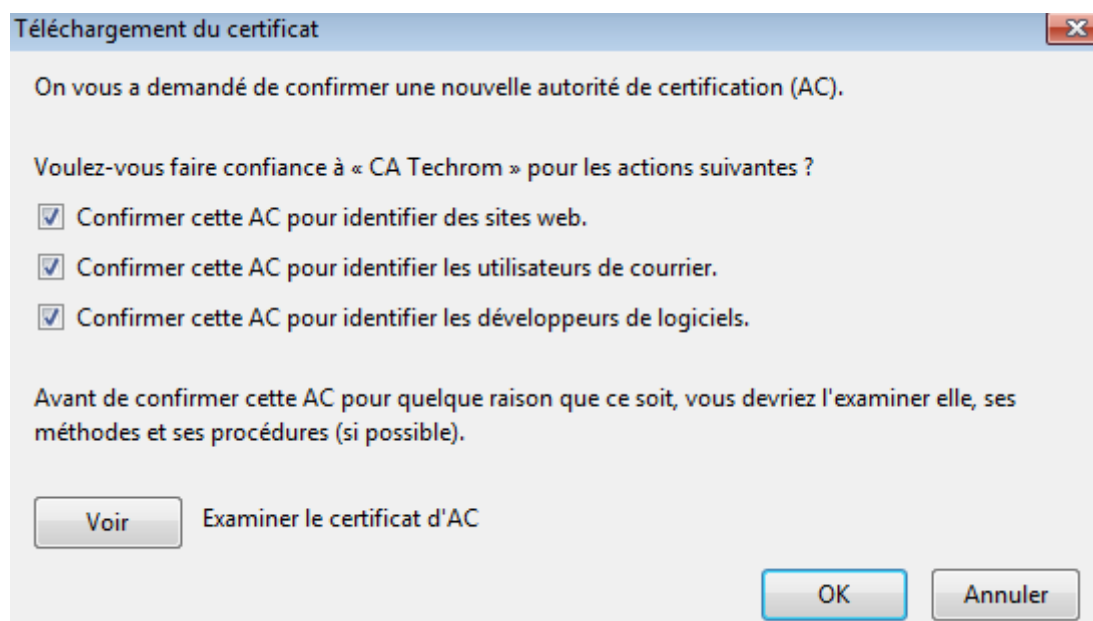 Téléchargement du certificat
On vous a demandé de confirmer une nouvelle autorité de certification (AC).
Voulez-vous faire confiance à « CA Techrom » pour les actions suivantes ?
Confirmer cette AC pour identifier des sites web.
Confirmer cette AC pour identifier les utilisateurs de courrier.
Confirmer cette AC pour identifier les développeurs de logiciels.
Avant de confirmer cette AC pour quelque raison que ce soit, vous devriez l'examiner elle, ses
méthodes et ses procédures (si possible).
Voir Examiner le certificat d'AC
OK Annuler